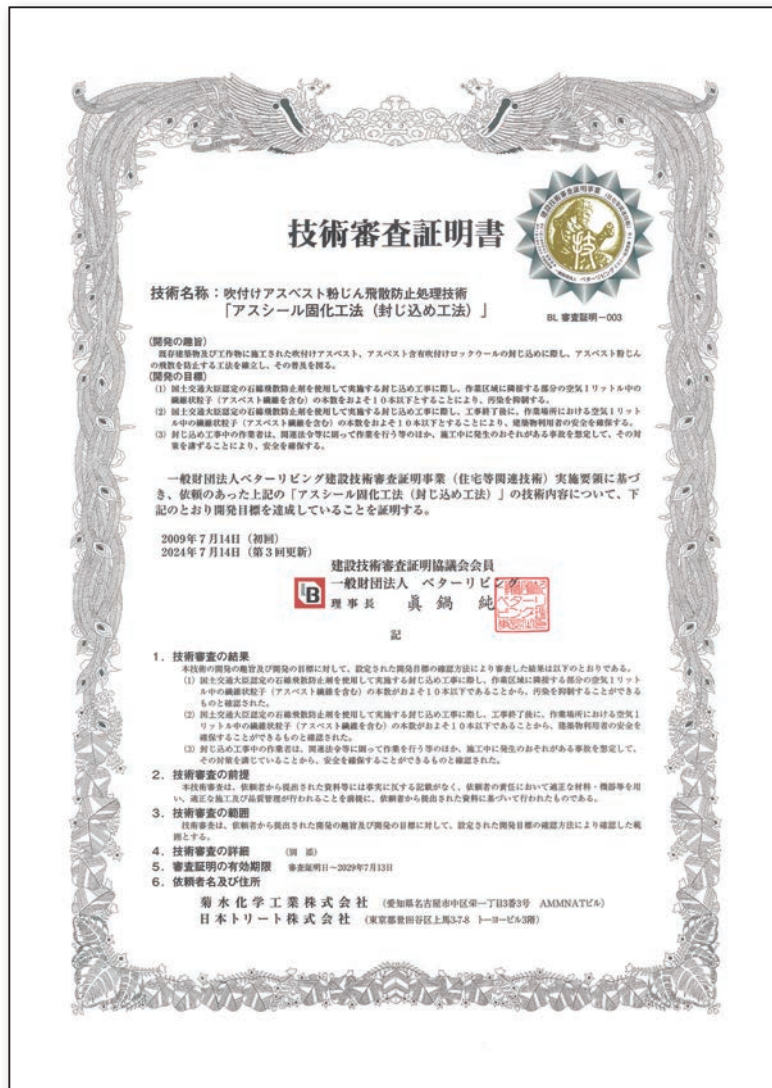 技術審査証明書
建設技術審査証明事業
BL 審査証明－003
技術名称：吹付けアスベスト粉じん飛散防止処理技術
「アスシール固化工法（封じ込め工法）」
(開発の趣旨)
既存建築物及び工作物に施工された吹付けアスベスト、アスベスト含有吹付けロックウールの封じ込めに際し、アスベスト粉じん
の飛散を防止する工法を確立し、その普及を図る。
(開発の目標)
(1) 国土交通大臣認定の石綿飛散防止剤を使用して実施する封じ込め工事に際し、作業区域に隣接する部分の空気1リットル中の
繊維状粒子（アスベスト繊維を含む）の本数をおよそ10本以下とすることにより、汚染を抑制する。
(2) 国土交通大臣認定の石綿飛散防止剤を使用して実施する封じ込め工事に際し、工事終了後に、作業場所における空気1リット
ル中の繊維状粒子（アスベスト繊維を含む）の本数をおよそ10本以下とすることにより、建築物利用者の安全を確保する。
(3) 封じ込め工事中の作業者は、関連法令等に則って作業を行う等のほか、施工中に発生のおそれがある事故を想定して、その対
策を講ずることにより、安全を確保する。
一般財団法人ベターリビング建設技術審査証明事業（住宅等関連技術）実施要領に基づ
き、依頼のあった上記の「アスシール固化工法（封じ込め工法）」の技術内容について、下
記のとおり開発目標を達成していることを証明する。
2009年7月14日（初回）
2024年7月14日（第3回更新）
建設技術審査証明協議会会員
一般財団法人 ベターリビング
理事長 眞鍋 純
記
1．技術審査の結果
本技術の開発の趣旨及び開発の目標に対して、設定された開発目標の確認方法により審査した結果は以下のとおりである。
(1) 国土交通大臣認定の石綿飛散防止剤を使用して実施する封じ込め工事に際し、作業区域に隣接する部分の空気1リット
ル中の繊維状粒子（アスベスト繊維を含む）の本数がおよそ10本以下であることから、汚染を抑制することができる
ものと確認された。
(2) 国土交通大臣認定の石綿飛散防止剤を使用して実施する封じ込め工事に際し、工事終了後に、作業場所における空気1
リットル中の繊維状粒子（アスベスト繊維を含む）の本数がおよそ10本以下であることから、建築物利用者の安全を
確保することができるものと確認された。
(3) 封じ込め工事中の作業者は、関連法令等に則って作業を行う等のほか、施工中に発生のおそれがある事故を想定して、
その対策を講じていることから、安全を確保することができるものと確認された。
2．技術審査の前提
本技術審査は、依頼者から提出された資料等には事実に反する記載がなく、依頼者の責任において適正な材料・機器等を用
い、適正な施工及び品質管理が行われることを前提に、依頼者から提出された資料に基づいて行われたものである。
3．技術審査の範囲
技術審査は、依頼者から提出された開発の趣旨及び開発の目標に対して、設定された開発目標の確認方法により確認した範
囲とする。
4．技術審査の詳細 （別 添）
5．審査証明の有効期限 審査証明日～2029年7月13日
6．依頼者名及び住所
菊水化学工業株式会社 （愛知県名古屋市中区栄一丁目3番3号 AMMNATビル）
日本トリート株式会社 （東京都世田谷区上馬3-7-8 トーヨービル3階）